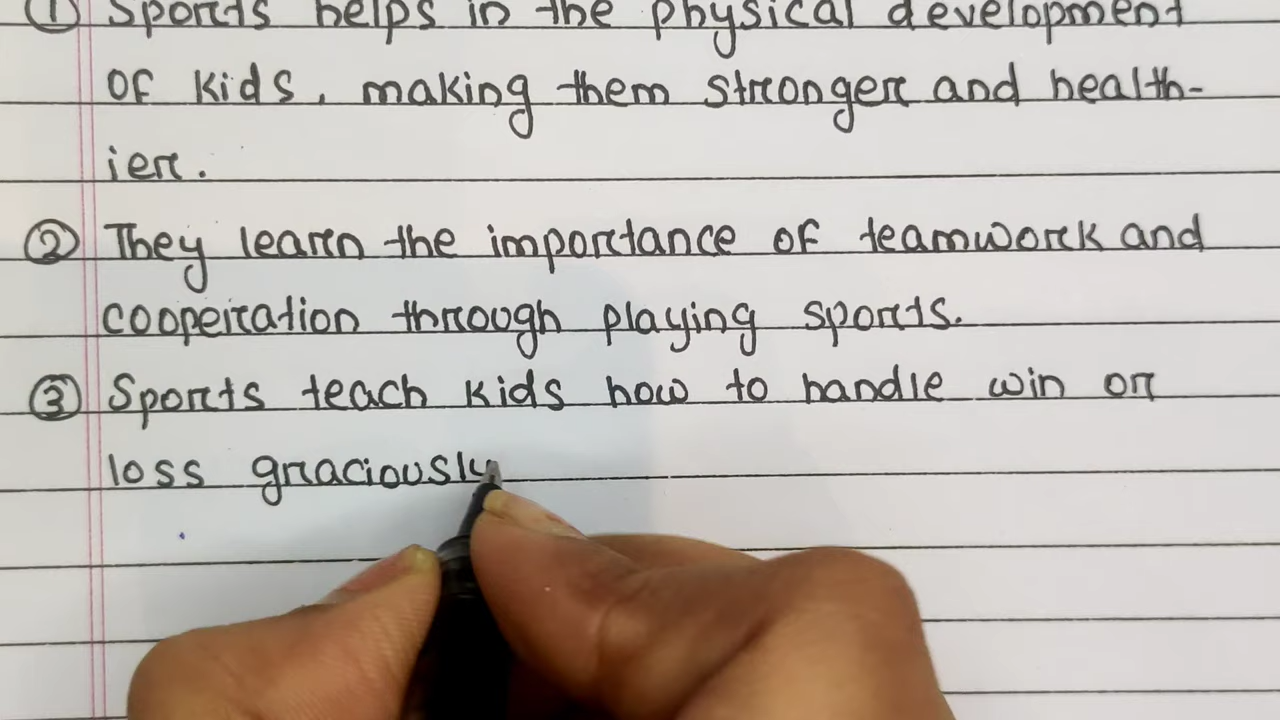 ① Sports helps in the physical development
of kids, making them stronger and health-
ier.
② They learn the importance of teamwork and
cooperation through playing sports.
③ Sports teach kids how to handle win or
loss graciously